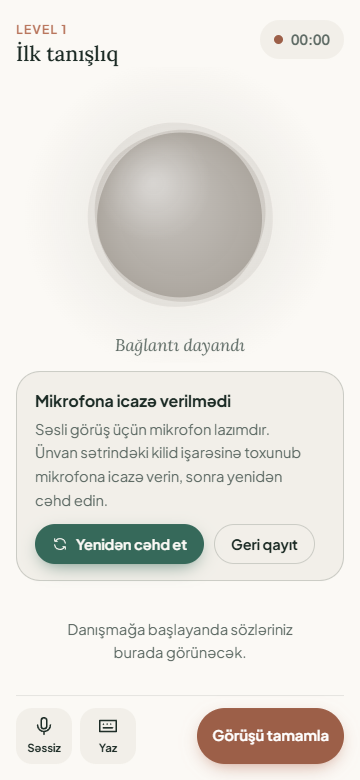 LEVEL 1
İlk tanışlıq
00:00
Bağlantı dayandı
Mikrofona icazə verilmədi
Səsli görüş üçün mikrofon lazımdır.
Ünvan sətrindəki kilid işarəsinə toxunub
mikrofona icazə verin, sonra yenidən
cəhd edin.
Yenidən cəhd et
Geri qayıt
Danışmağa başlayanda sözləriniz
burada görünəcək.
Səssiz
Yaz
Görüşü tamamla